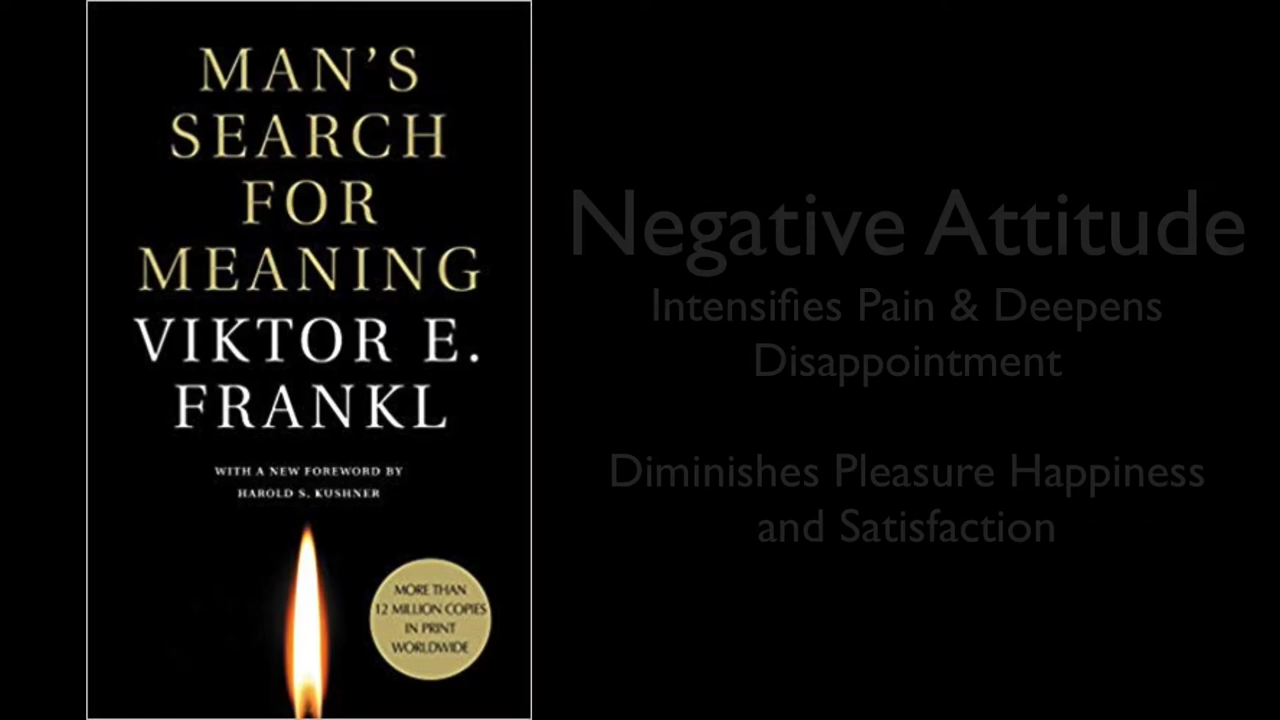 MAN'S
SEARCH
FOR
MEANING
VIKTOR E.
FRANKL
WITH A NEW FOREWORD BY
HAROLD S. KUSHNER
MORE THAN
12 MILLION COPIES
IN PRINT
WORLDWIDE
Negative Attitude
Intensifies Pain & Deepens
Disappointment
Diminishes Pleasure Happiness
and Satisfaction